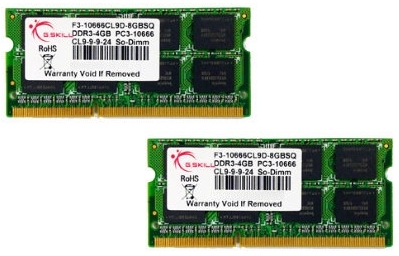 F3-10666CL9D-8GBSQ
DDR3-4GB PC3-10666
CL9-9-9-24 So-Dimm
G.SKILL
RoHS
Warranty Void If Removed
F3-10666CL9D-8GBSQ
DDR3-4GB PC3-10666
CL9-9-9-24 So-Dimm
G.SKILL
RoHS
Warranty Void If Removed